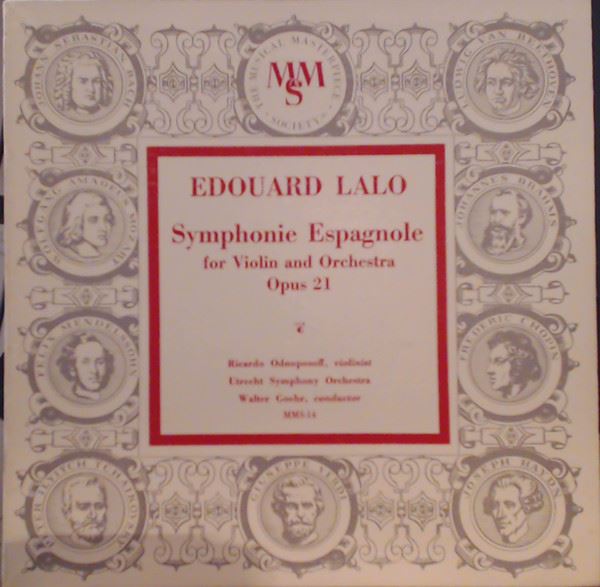 JOHANN SEBASTIAN BACH
THE MUSICAL MASTERPIECE
SOCIETY
MMS
LUDWIG VAN BEETHOVEN
EDOUARD LALO
Symphonie Espagnole
for Violin and Orchestra
Opus 21
Ricardo Odnoposoff, violinist
Utrecht Symphony Orchestra
Walter Goehr, conductor
MMS-14
WOLFGANG AMADEUS MOZART
JOHANNES BRAHMS
FELIX MENDELSSOHN
FREDERIC CHOPIN
TCHAIKOVSKY
GIUSEPPE VERDI
JOSEPH HAYDN